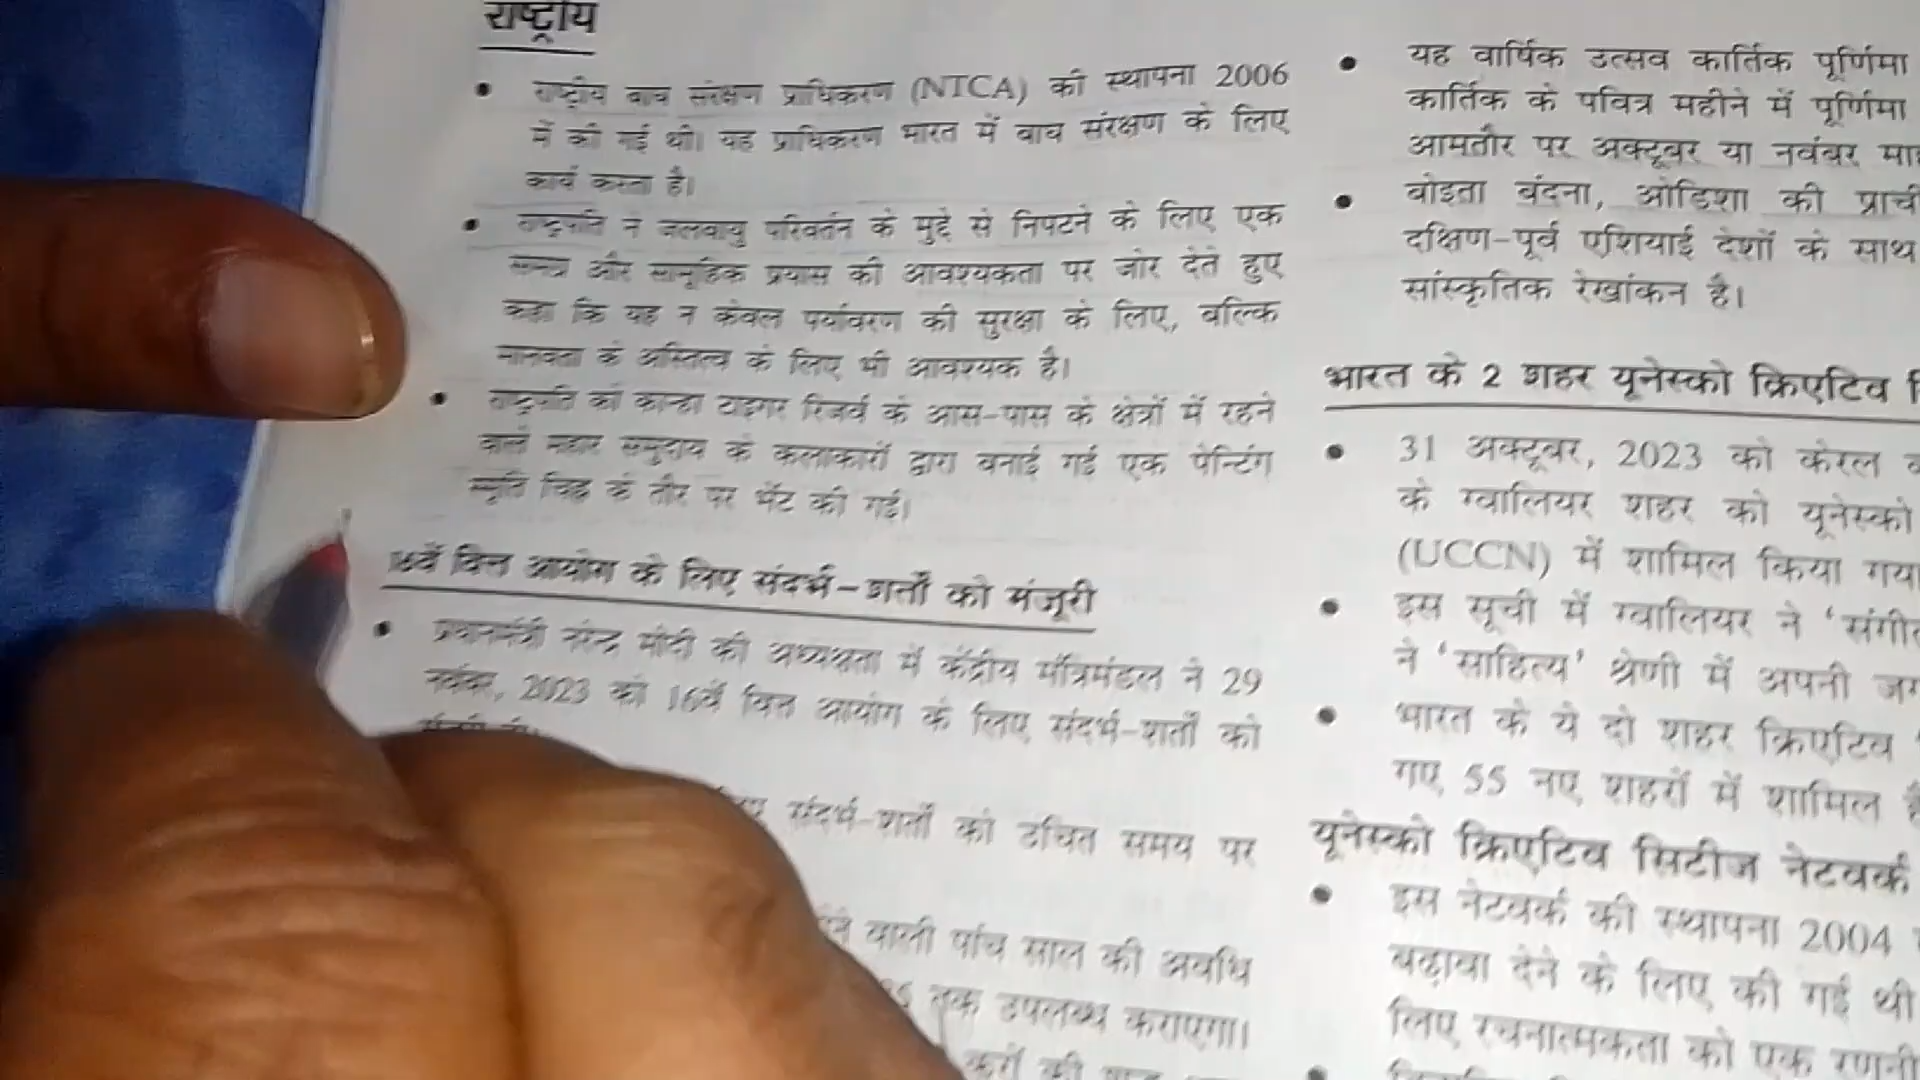 राष्ट्रीय
राष्ट्रीय बाघ संरक्षण प्राधिकरण (NTCA) की स्थापना 2006
में की गई थी। यह प्राधिकरण भारत में बाघ संरक्षण के लिए
कार्य करता है।
राष्ट्रपति ने जलवायु परिवर्तन के मुद्दे से निपटने के लिए एक
और सामूहिक प्रयास की आवश्यकता पर जोर देते हुए
कहा कि यह न केवल पर्यावरण की सुरक्षा के लिए, बल्कि
मानवता के अस्तित्व के लिए भी आवश्यक है।
राष्ट्रपति को कान्हा टाइगर रिजर्व के आस-पास के क्षेत्रों में रहने
वाले समुदाय के कलाकारों द्वारा बनाई गई एक पेन्टिंग
स्मृति चिह्न के तौर पर भेंट की गई।
16वें वित्त आयोग के लिए संदर्भ-शर्तों को मंजूरी
प्रधानमंत्री नरेन्द्र मोदी की अध्यक्षता में केंद्रीय मंत्रिमंडल ने 29
नवंबर, 2023 को 16वें वित्त आयोग के लिए संदर्भ-शर्तों को
संदर्भ-शर्तों को उचित समय पर
वाली पांच साल की अवधि
तक उपलब्ध कराएगा।
करों की
यह वार्षिक उत्सव कार्तिक पूर्णिमा
कार्तिक के पवित्र महीने में पूर्णिमा
आमतौर पर अक्टूबर या नवंबर
बोइता बंदना, ओडिशा की
दक्षिण-पूर्व एशियाई देशों के साथ
सांस्कृतिक रेखांकन है।
भारत के 2 शहर यूनेस्को क्रिएटिव
31 अक्टूबर, 2023 को केरल
के ग्वालियर शहर को यूनेस्को
(UCCN) में शामिल किया गया
इस सूची में ग्वालियर ने
ने 'साहित्य' श्रेणी में अपनी
भारत के ये दो शहर क्रिएटिव
गए 55 नए शहरों में शामिल
यूनेस्को क्रिएटिव सिटीज नेटवर्क
इस नेटवर्क की स्थापना 2004
बढ़ावा देने के लिए की गई थी
लिए रचनात्मकता को एक